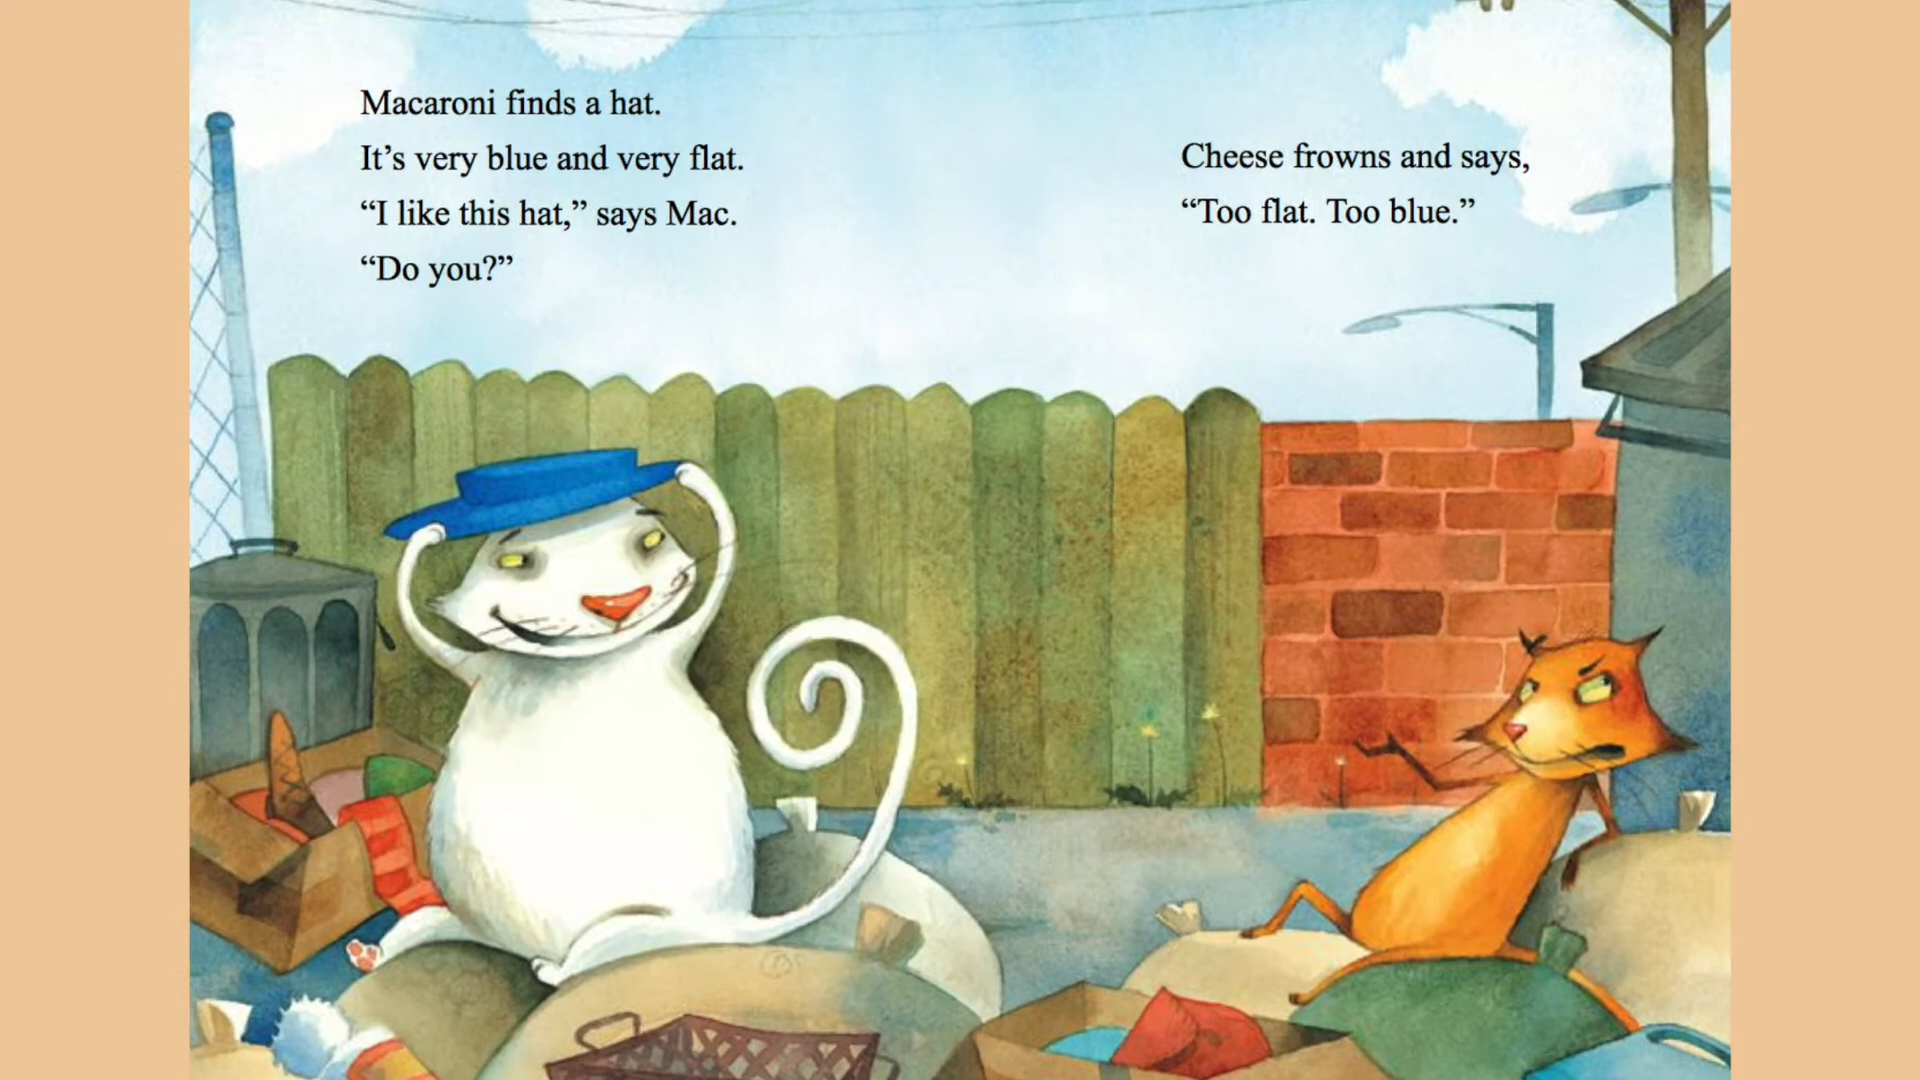 Macaroni finds a hat.
It’s very blue and very flat.
“I like this hat,” says Mac.
“Do you?”
Cheese frowns and says,
“Too flat. Too blue.”